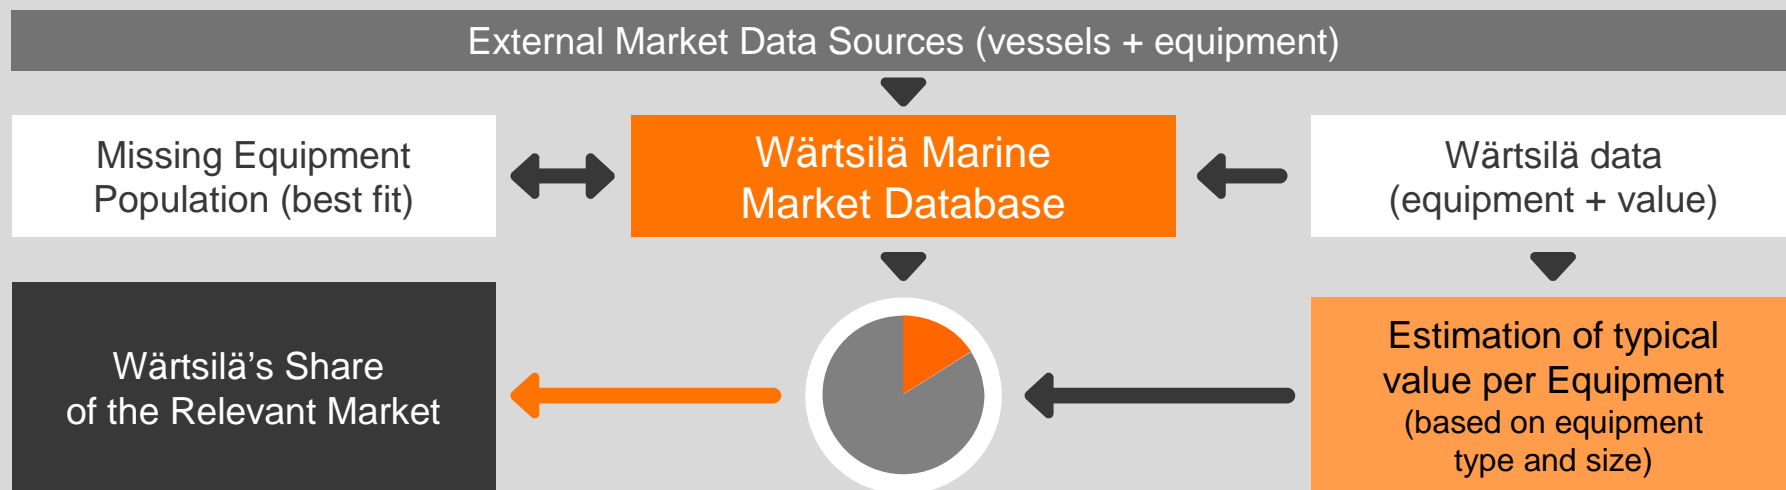 External Market Data Sources (vessels + equipment)
Missing Equipment
Population (best fit)
Wärtsilä Marine
Market Database
Wärtsilä data
(equipment + value)
Wärtsilä’s Share
of the Relevant Market
Estimation of typical
value per Equipment
(based on equipment
type and size)